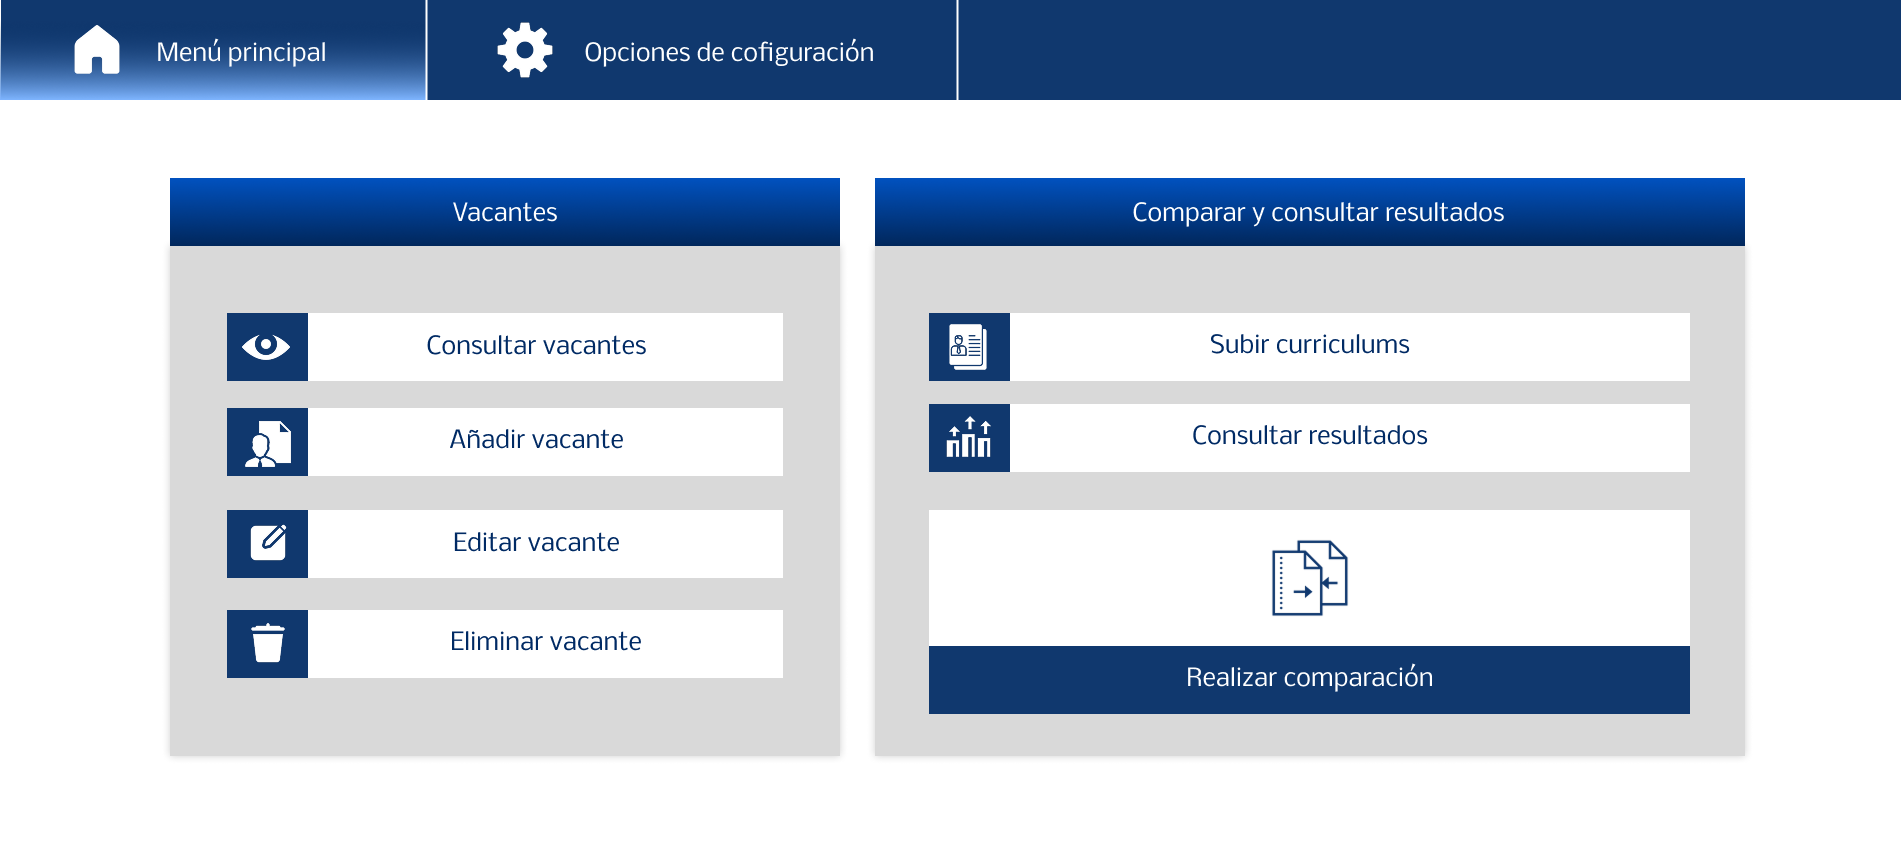 Menú principal
Opciones de cofiguración
Vacantes
Consultar vacantes
Añadir vacante
Editar vacante
Eliminar vacante
Comparar y consultar resultados
Subir curriculums
Consultar resultados
Realizar comparación